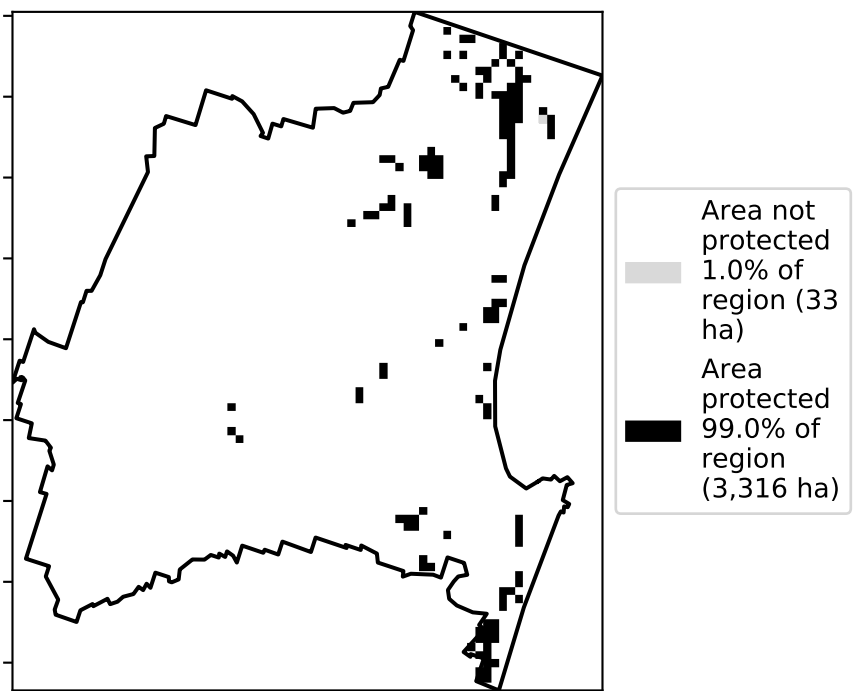 Area not
protected
1.0% of
region (33
ha)
Area
protected
99.0% of
region
(3,316 ha)